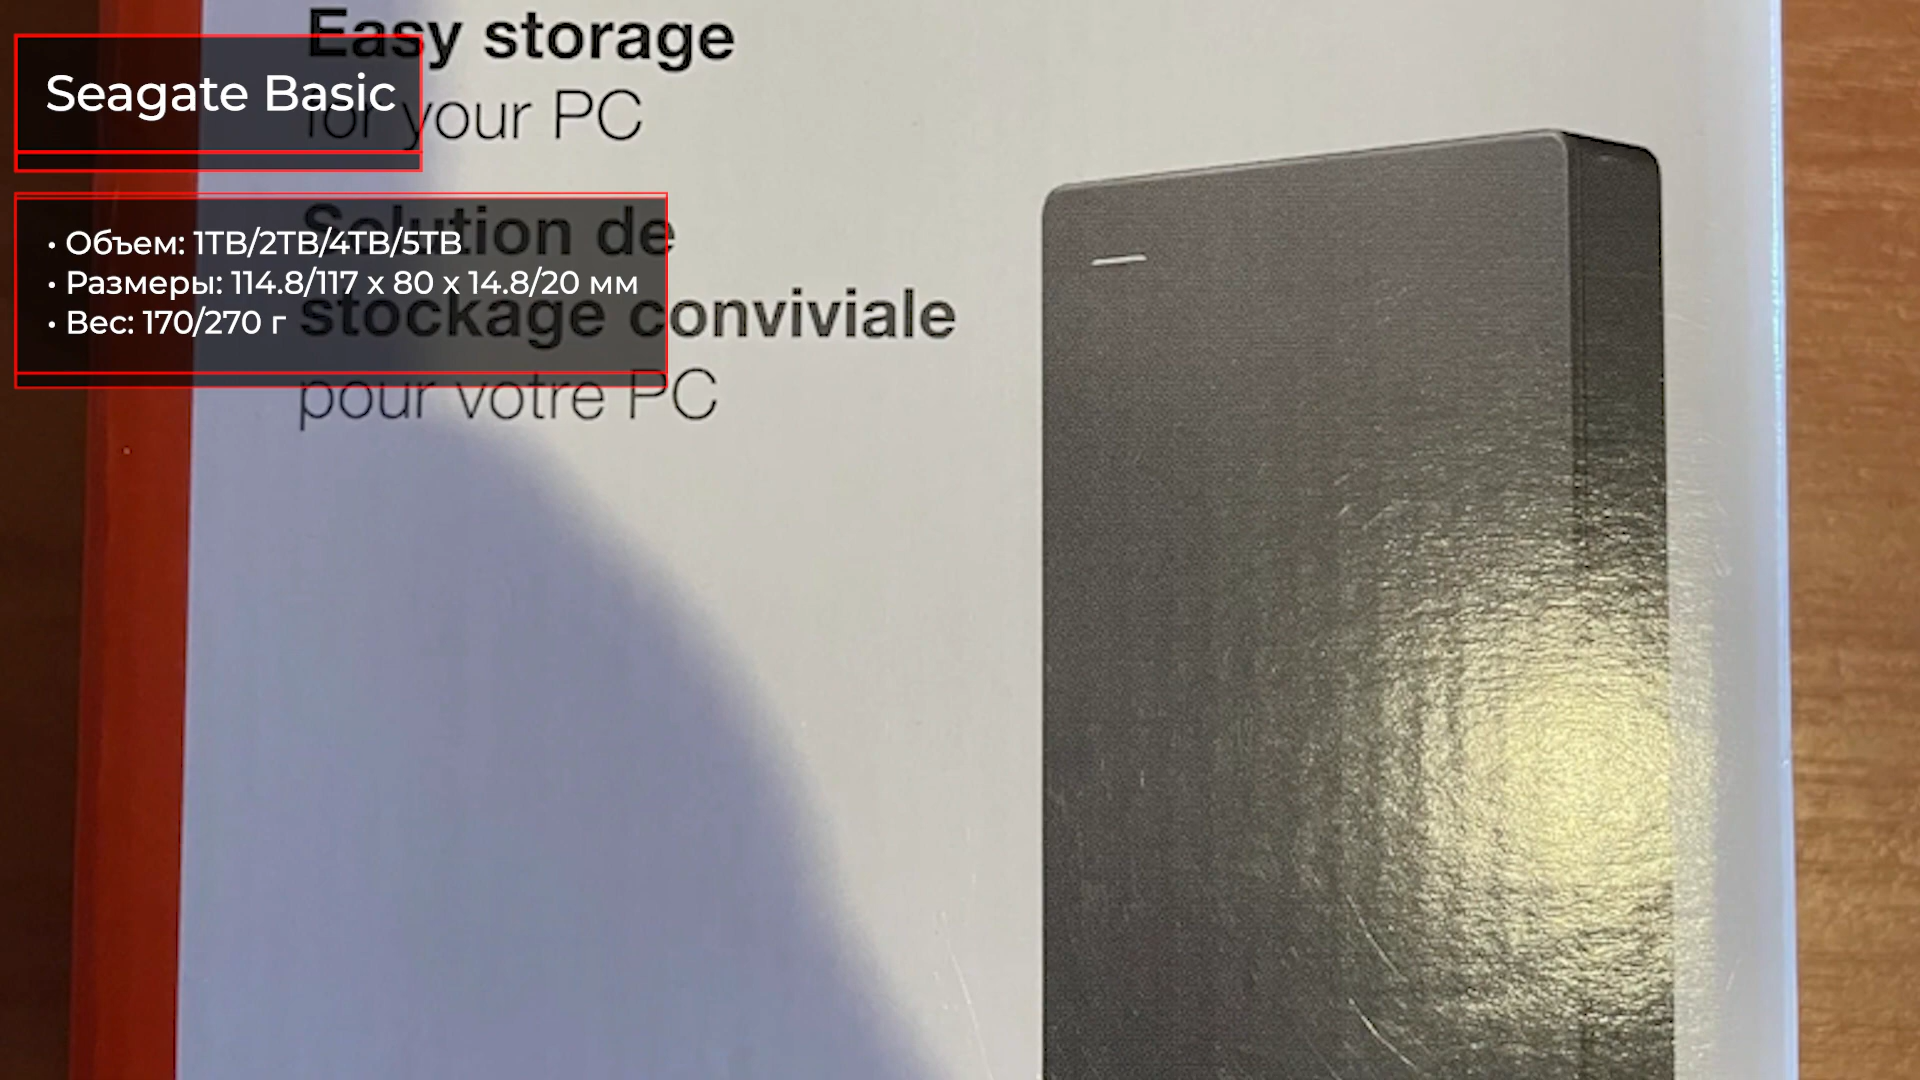 Easy storage
for your PC
Seagate Basic
Solution de
stockage conviviale
pour votre PC
• Объем: 1TB/2TB/4TB/5TB
• Размеры: 114.8/117 x 80 x 14.8/20 мм
• Вес: 170/270 г